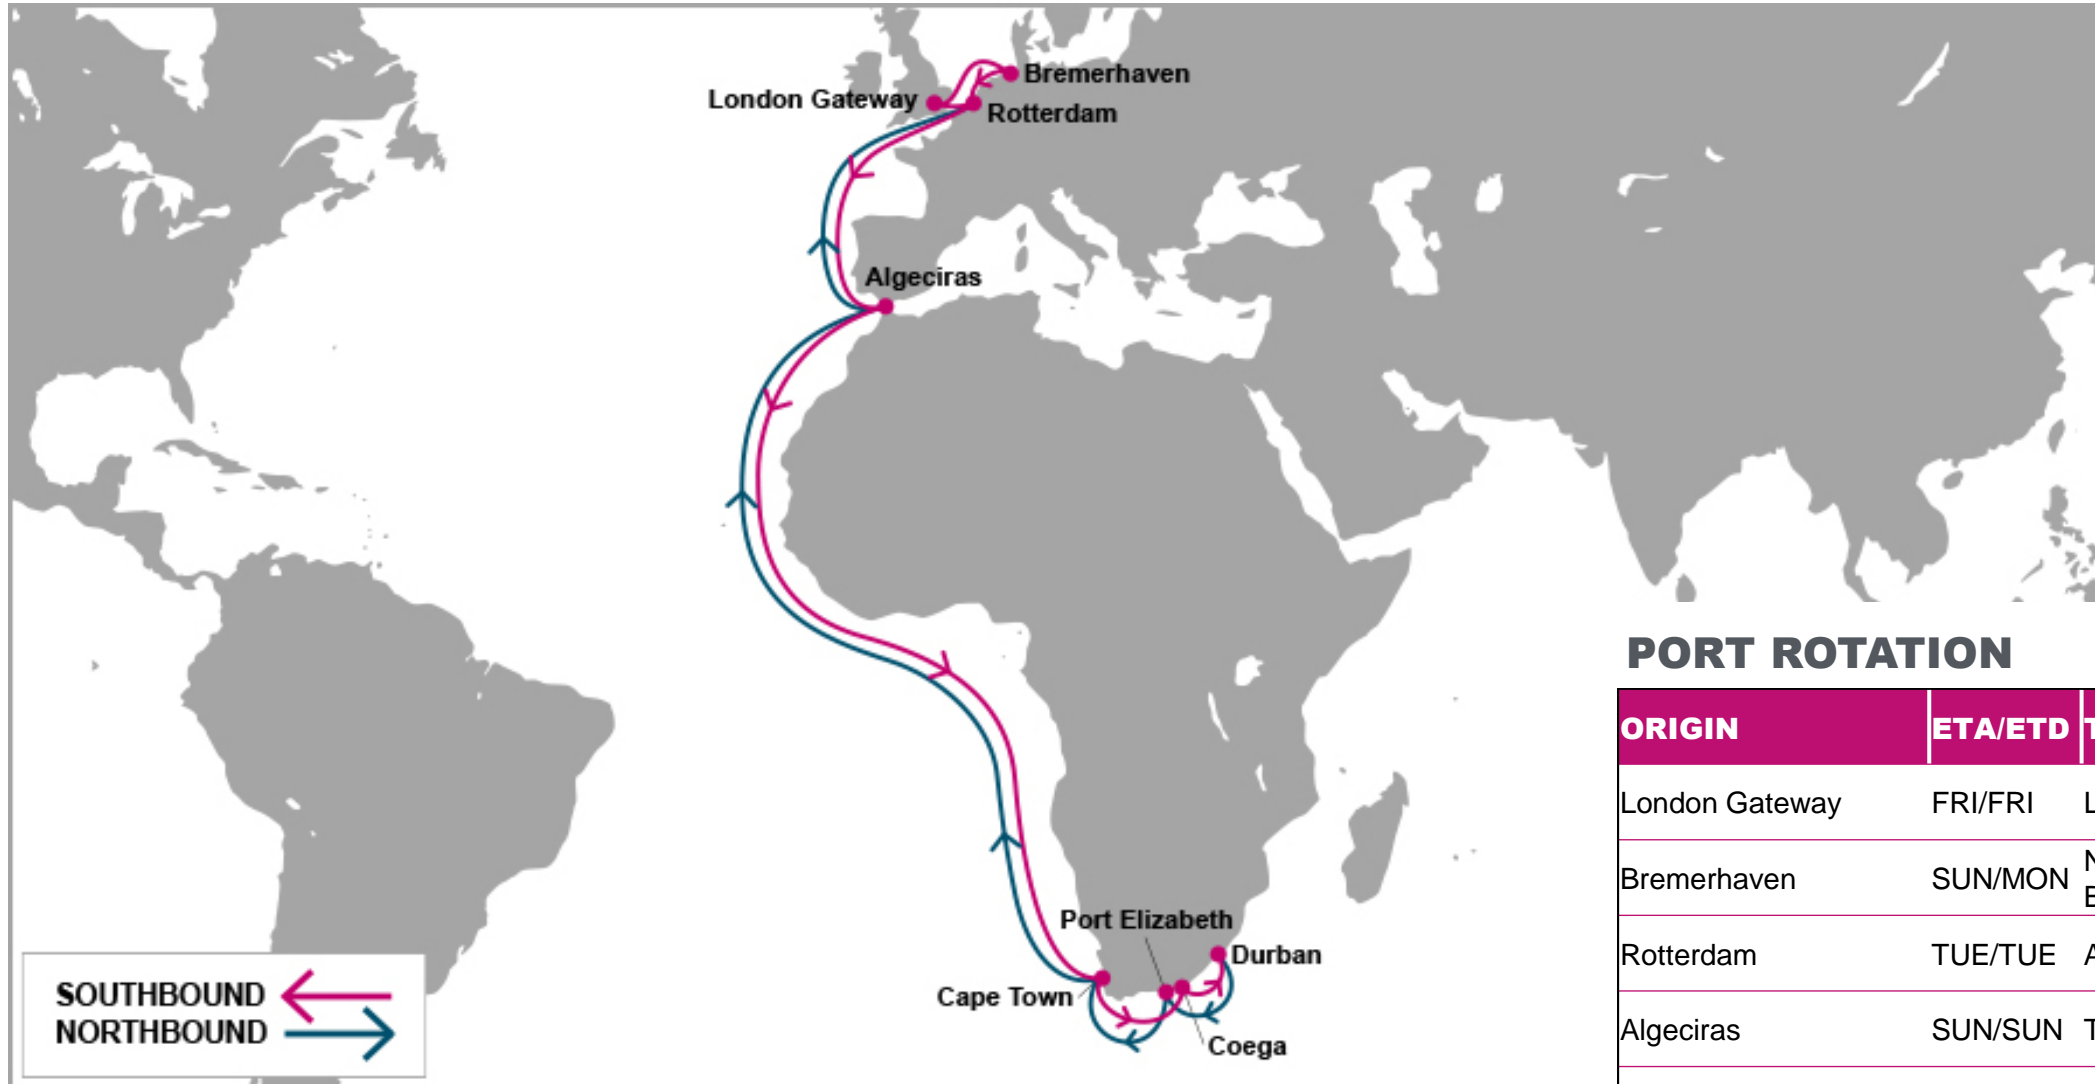 Bremerhaven
London Gateway
Rotterdam
Algeciras
Port Elizabeth
Durban
Cape Town
Coega
SOUTHBOUND
NORTHBOUND
PORT ROTATION
ORIGIN ETA/ETD
London Gateway FRI/FRI
Bremerhaven SUN/MON
Rotterdam TUE/TUE
Algeciras SUN/SUN